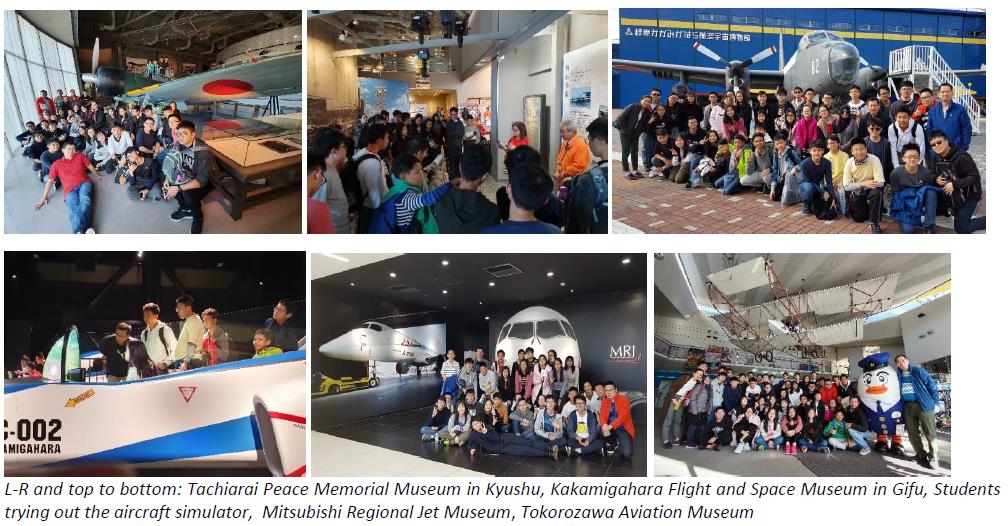 岐阜かかみがはら航空宇宙博物館
C-002
AMIGAHARA
MRJ
L-R and top to bottom: Tachiarai Peace Memorial Museum in Kyushu, Kakamigahara Flight and Space Museum in Gifu, Students
trying out the aircraft simulator, Mitsubishi Regional Jet Museum, Tokorozawa Aviation Museum